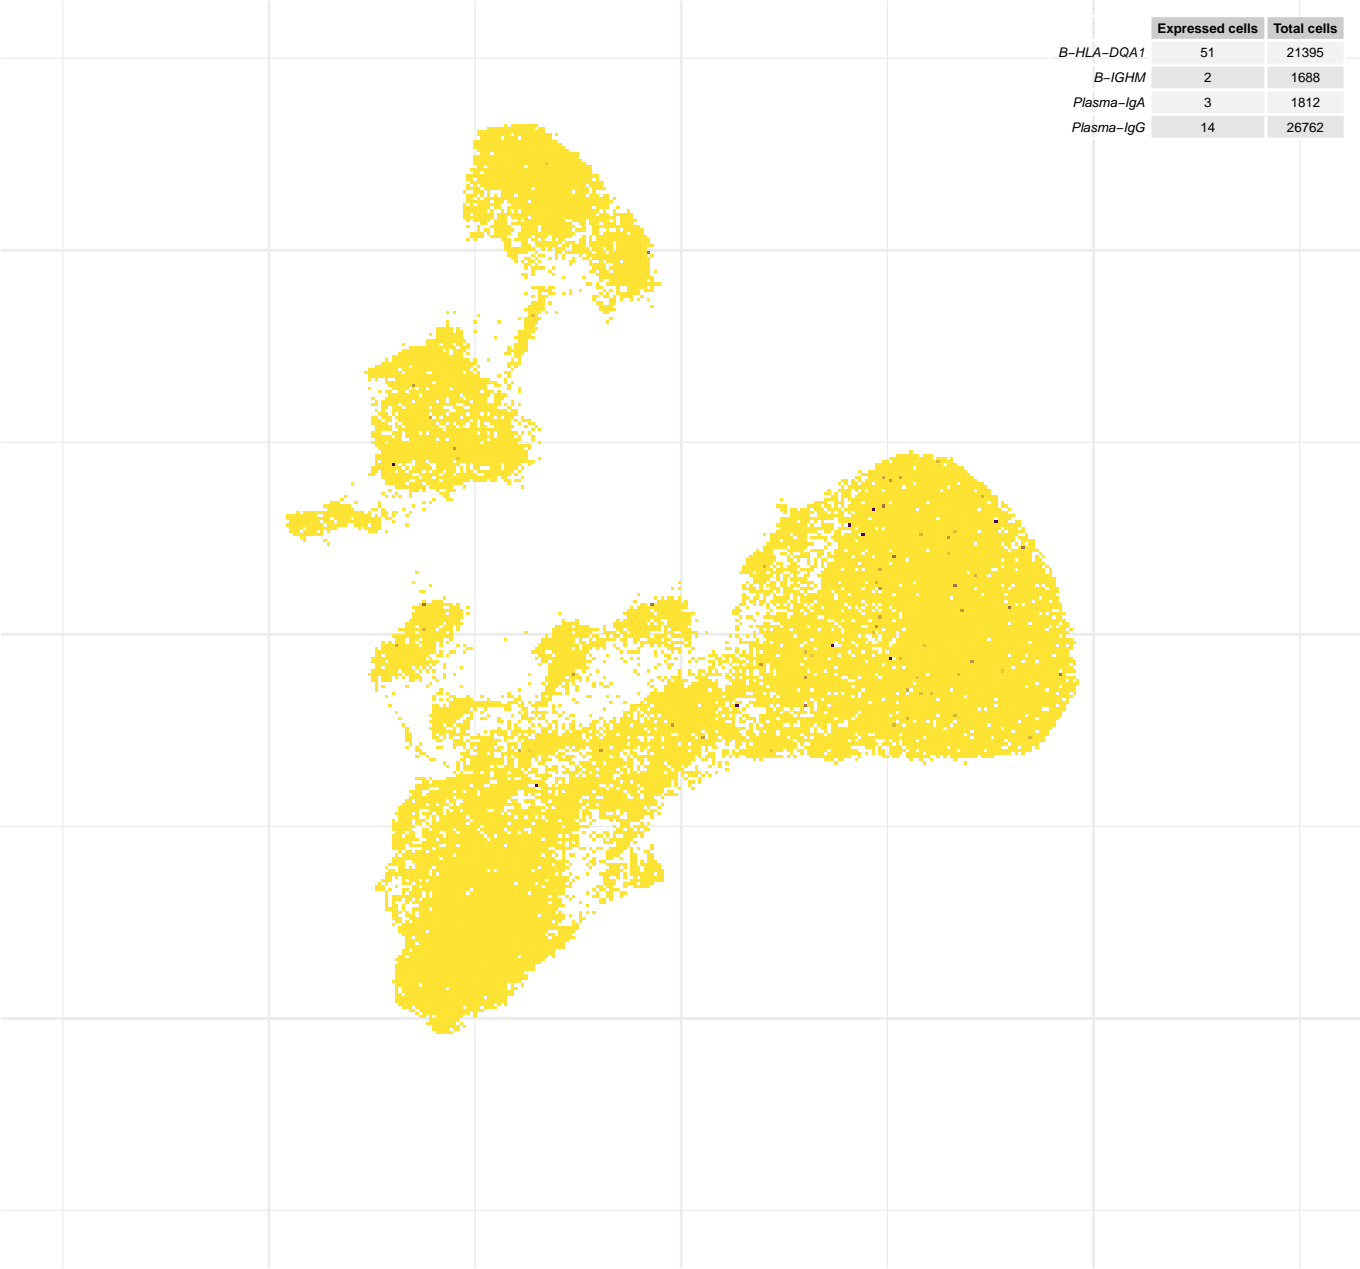 Expressed cells Total cells
B−HLA−DQA1 51 21395
B−IGHM 2 1688
Plasma−IgA 3 1812
Plasma−IgG 14 26762